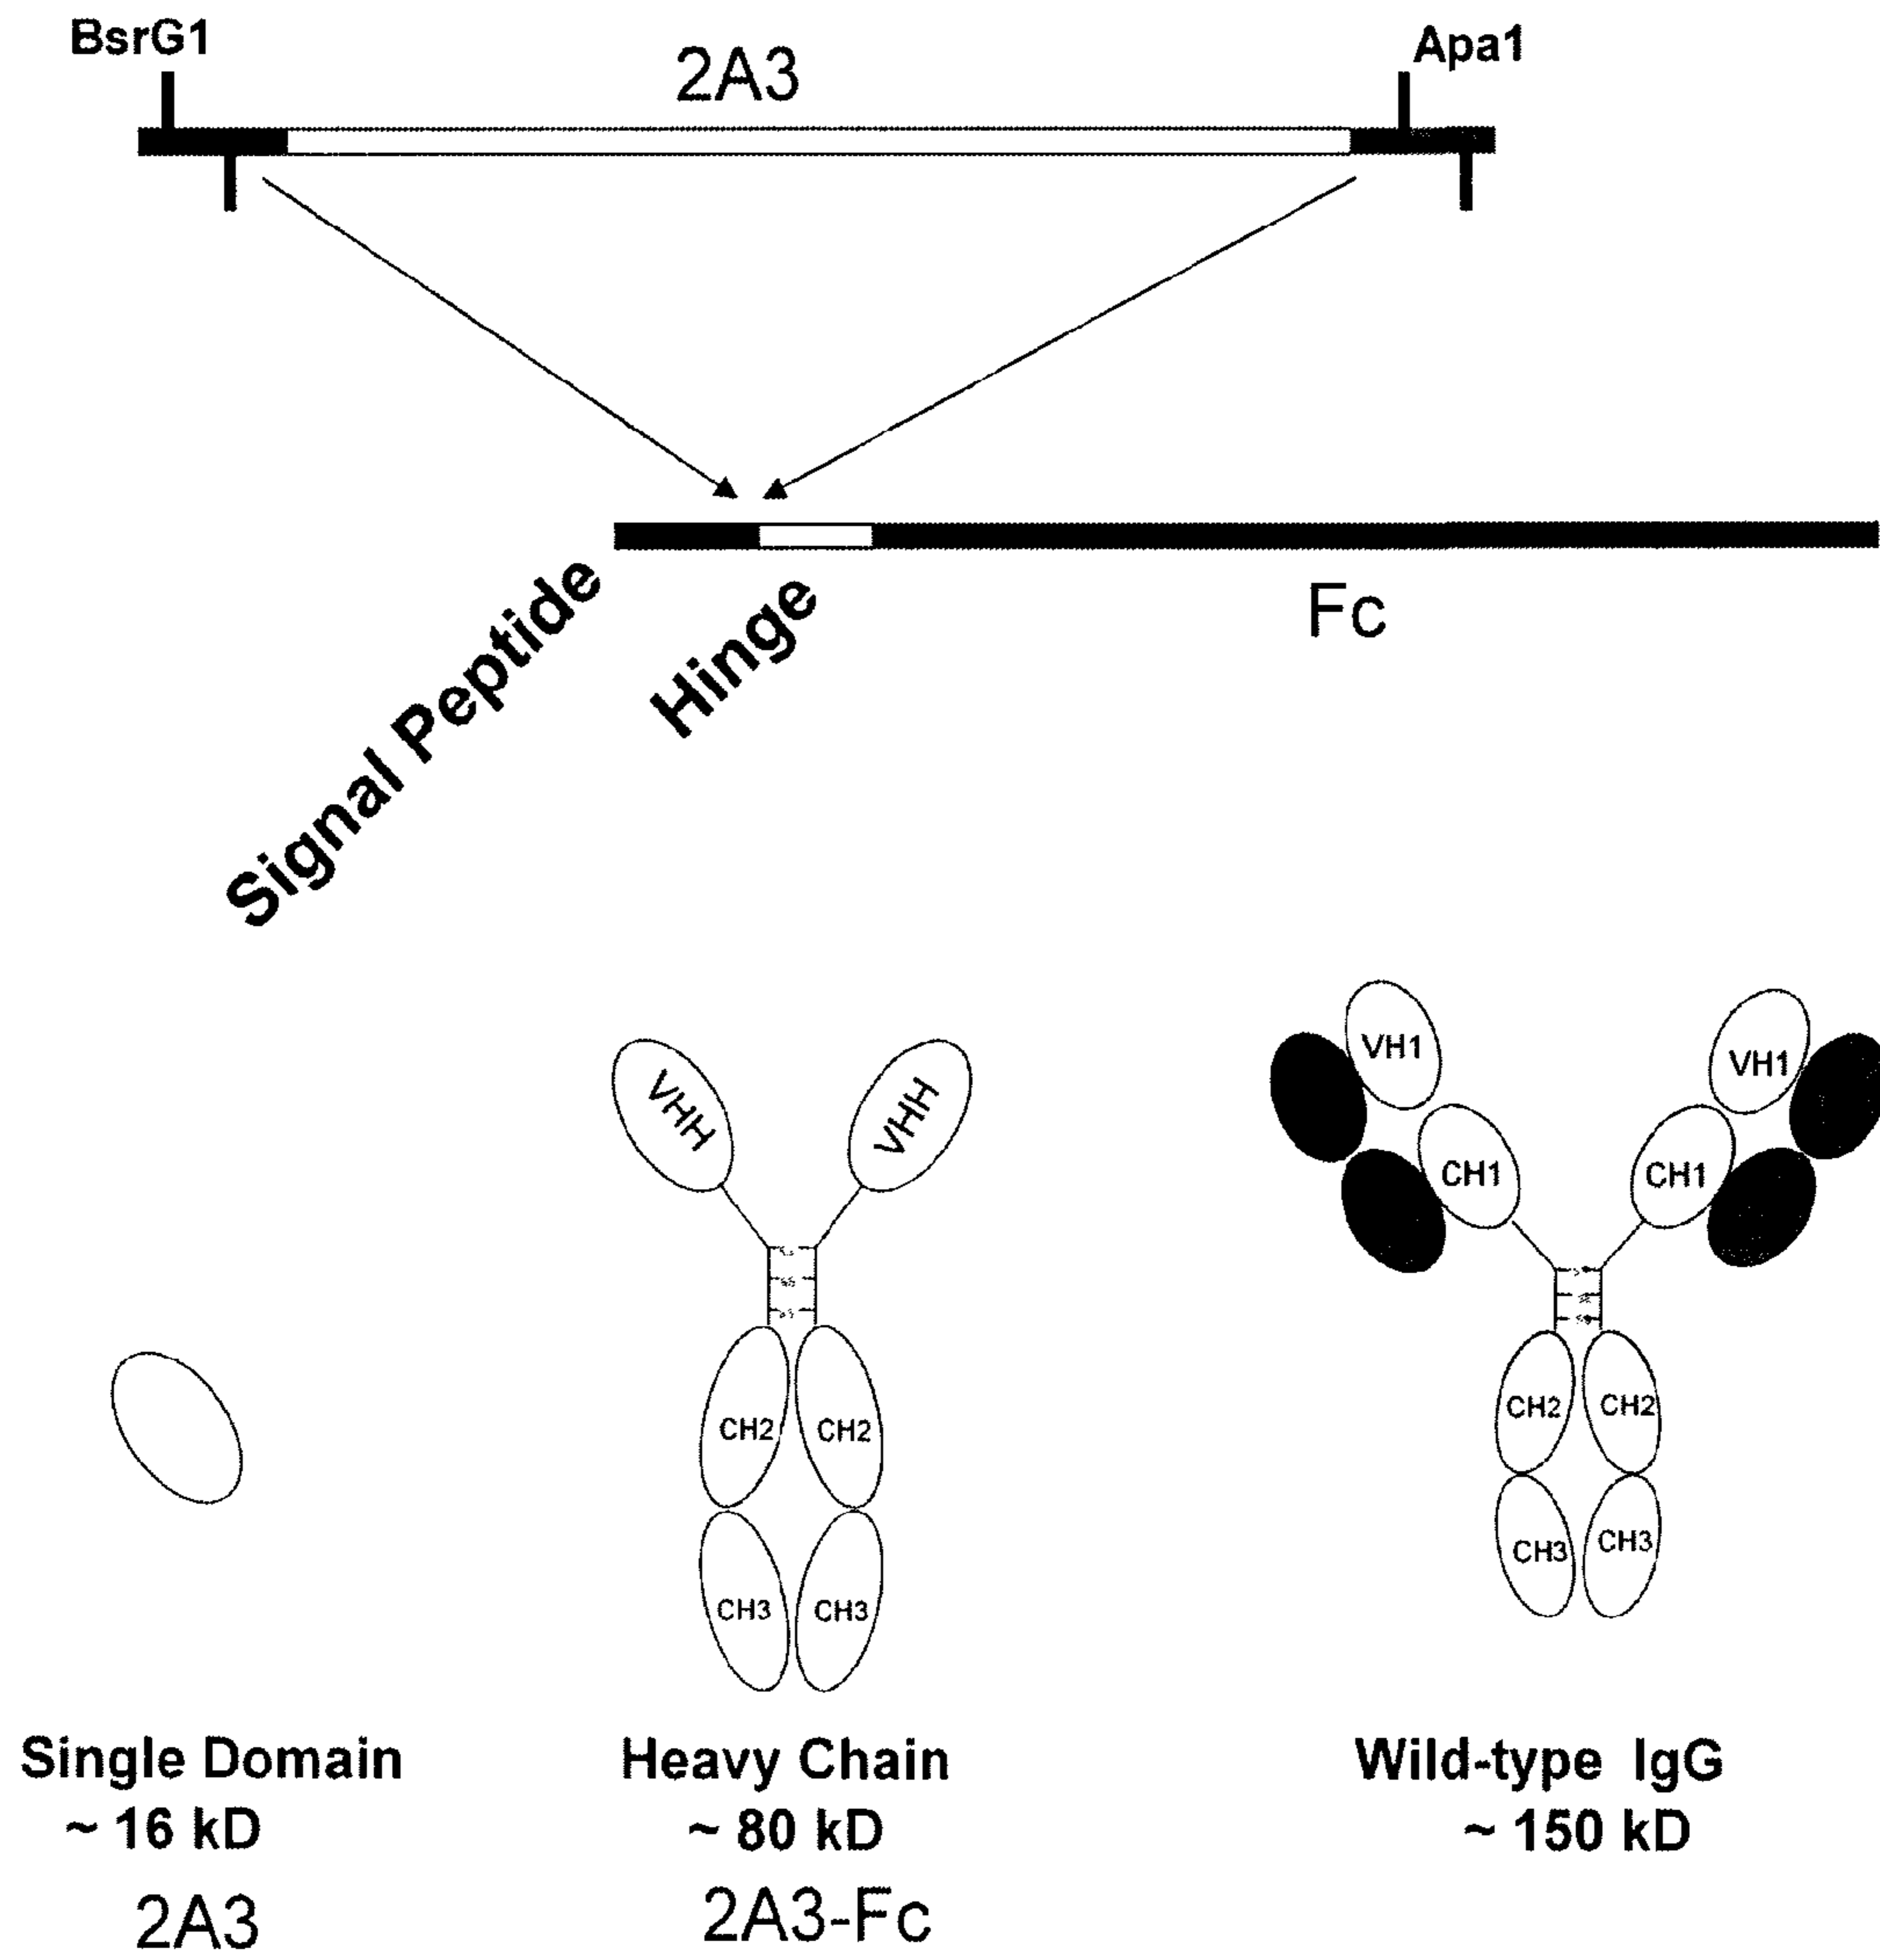 BsrG1
2A3
Apa1
Signal Peptide
Hinge
Fc
VHH
VHH
CH2
CH2
CH3
CH3
VH1
VH1
CH1
CH1
CH2
CH2
CH3
CH3
Single Domain
~ 16 kD
2A3
Heavy Chain
~ 80 kD
2A3-Fc
Wild-type IgG
~ 150 kD